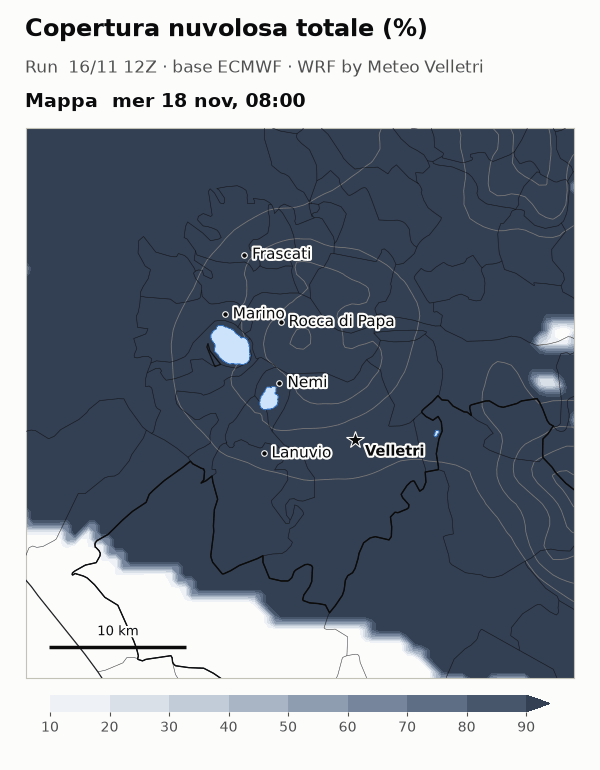 Copertura nuvolosa totale (%)
Run 16/11 12Z · base ECMWF · WRF by Meteo Velletri
Mappa mer 18 nov, 08:00
Frascati
Marino
Rocca di Papa
Nemi
Velletri
Lanuvio
10 km
10 20 30 40 50 60 70 80 90